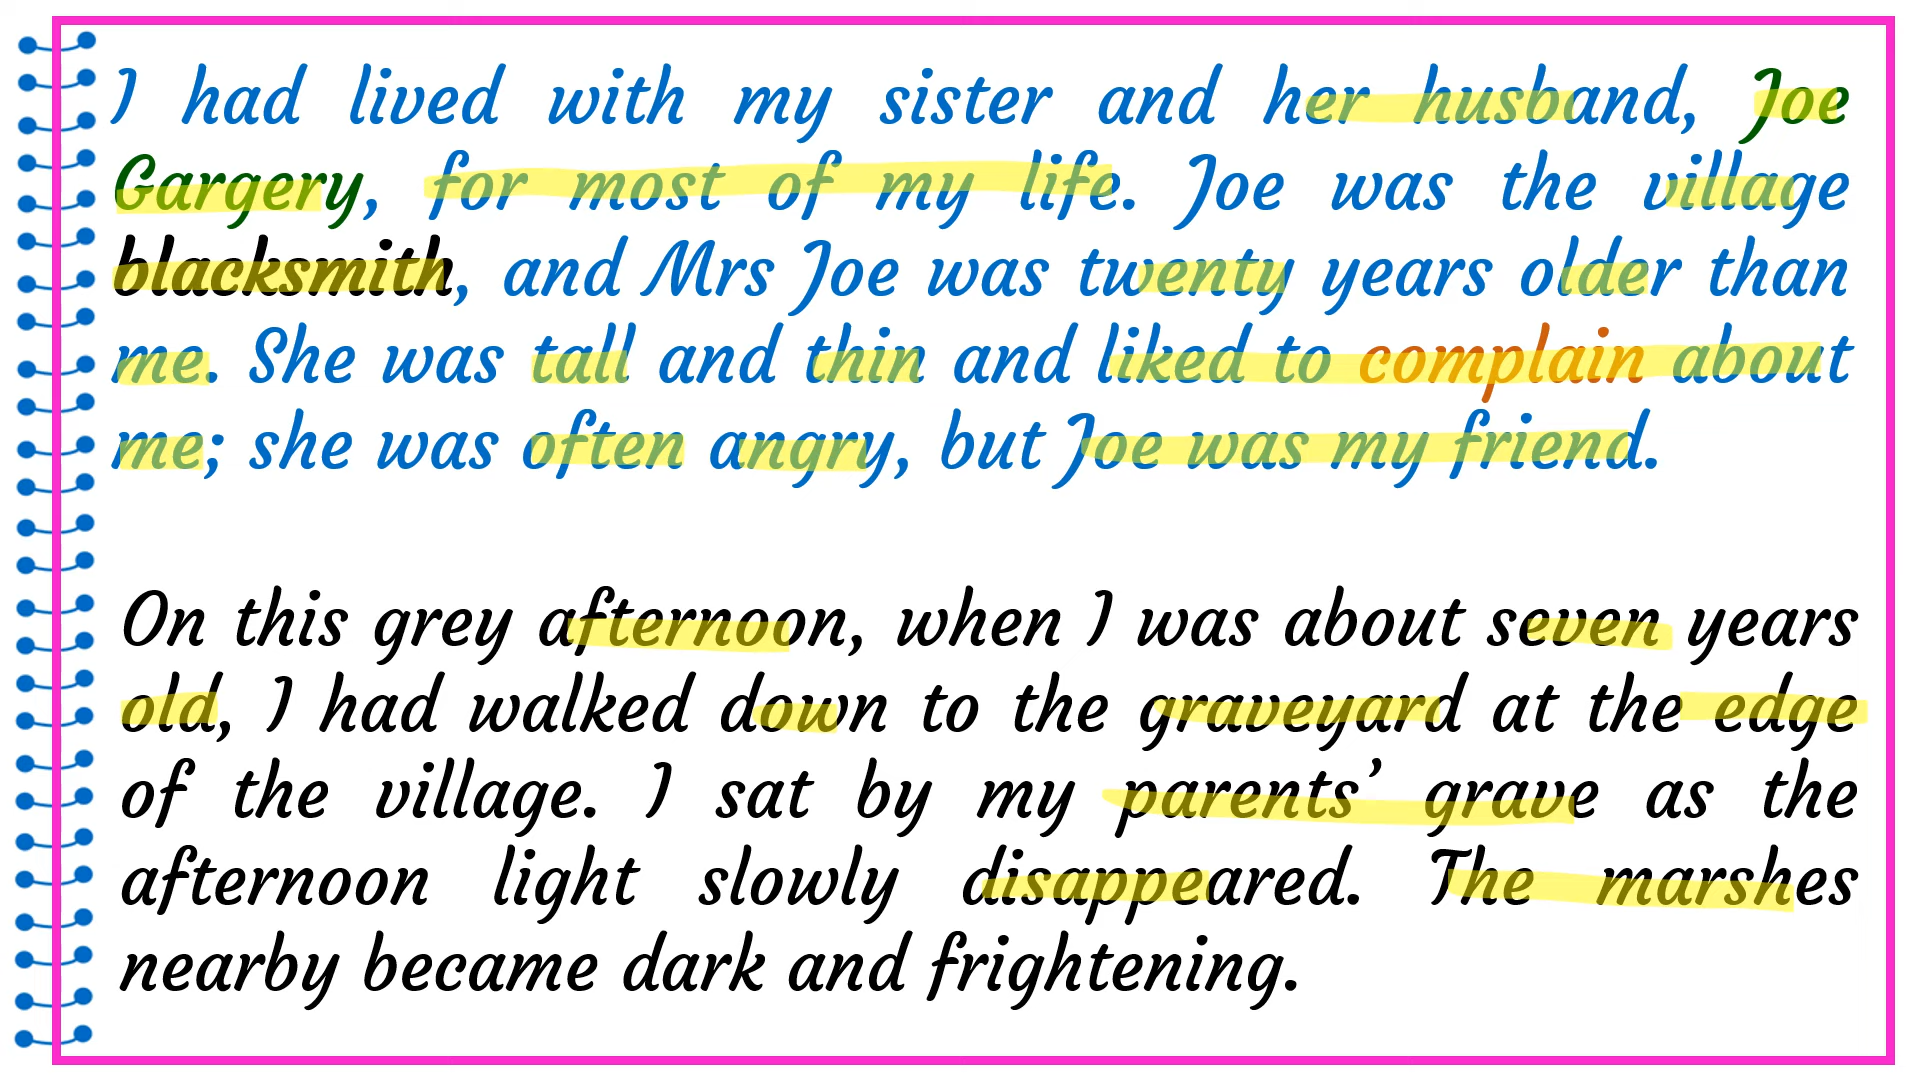 I had lived with my sister and her husband, Joe
Gargery, for most of my life. Joe was the village
blacksmith, and Mrs Joe was twenty years older than
me. She was tall and thin and liked to complain about
me; she was often angry, but Joe was my friend.
On this grey afternoon, when I was about seven years
old, I had walked down to the graveyard at the edge
of the village. I sat by my parents’ grave as the
afternoon light slowly disappeared. The marshes
nearby became dark and frightening.